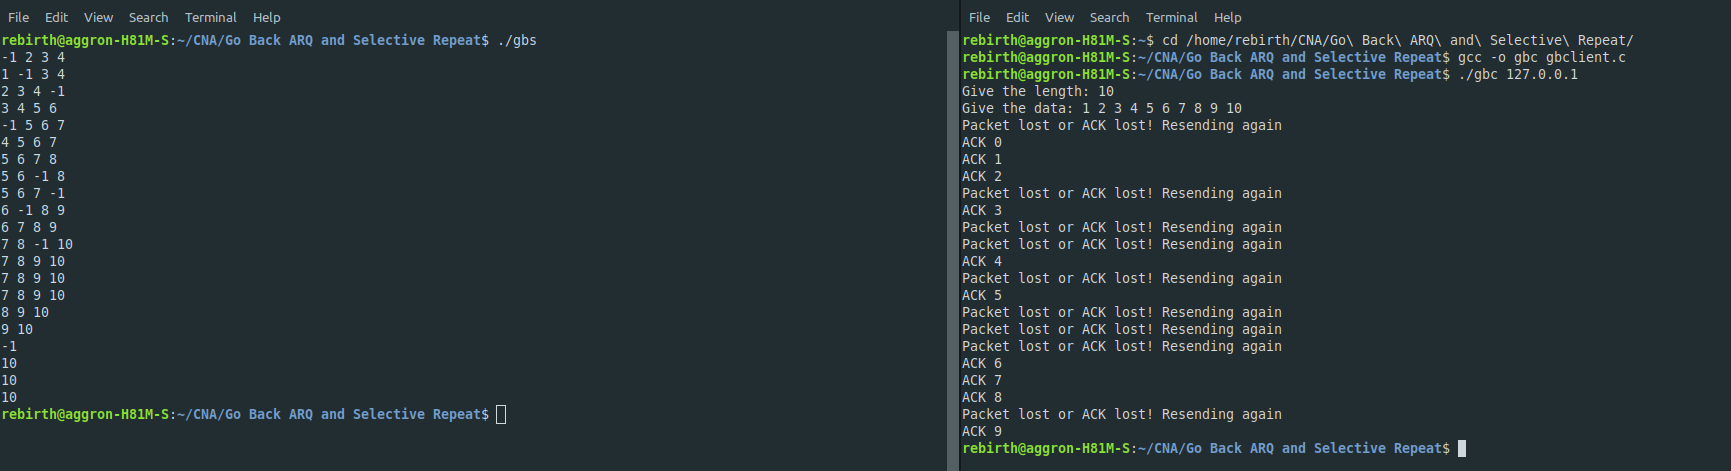 File Edit View Search Terminal Help
rebirth@aggron-H81M-S:~/CNA/Go Back ARQ and Selective Repeat$ ./gbs
-1 2 3 4
1 -1 3 4
2 3 4 -1
3 4 5 6
-1 5 6 7
4 5 6 7
5 6 7 8
5 6 -1 8
5 6 7 -1
6 -1 8 9
6 7 8 9
7 8 -1 10
7 8 9 10
7 8 9 10
7 8 9 10
8 9 10
9 10
-1
10
10
10
rebirth@aggron-H81M-S:~/CNA/Go Back ARQ and Selective Repeat$
File Edit View Search Terminal Help
rebirth@aggron-H81M-S:~$ cd /home/rebirth/CNA/Go\ Back\ ARQ\ and\ Selective\ Repeat/
rebirth@aggron-H81M-S:~/CNA/Go Back ARQ and Selective Repeat$ gcc -o gbc gbclient.c
rebirth@aggron-H81M-S:~/CNA/Go Back ARQ and Selective Repeat$ ./gbc 127.0.0.1
Give the length: 10
Give the data: 1 2 3 4 5 6 7 8 9 10
Packet lost or ACK lost! Resending again
ACK 0
ACK 1
ACK 2
Packet lost or ACK lost! Resending again
ACK 3
Packet lost or ACK lost! Resending again
Packet lost or ACK lost! Resending again
ACK 4
Packet lost or ACK lost! Resending again
ACK 5
Packet lost or ACK lost! Resending again
Packet lost or ACK lost! Resending again
Packet lost or ACK lost! Resending again
ACK 6
ACK 7
ACK 8
Packet lost or ACK lost! Resending again
ACK 9
rebirth@aggron-H81M-S:~/CNA/Go Back ARQ and Selective Repeat$